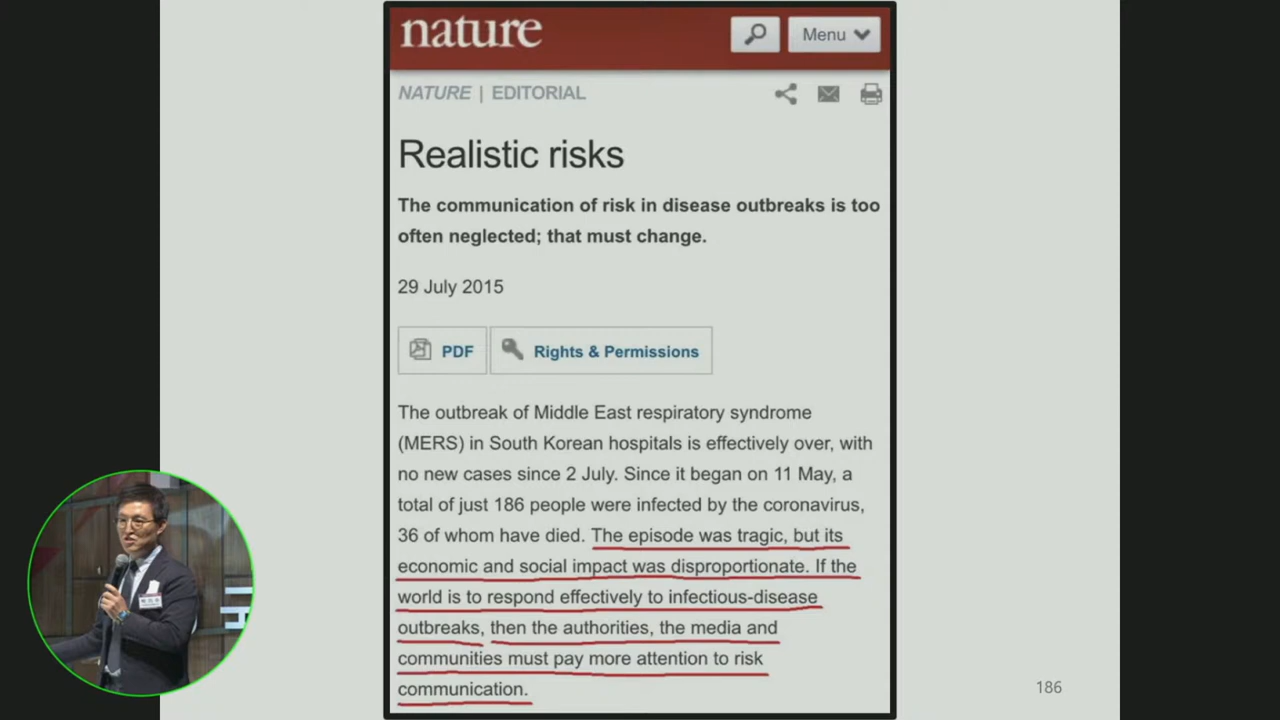 nature
Menu
NATURE | EDITORIAL
Realistic risks
The communication of risk in disease outbreaks is too
often neglected; that must change.
29 July 2015
PDF
Rights & Permissions
The outbreak of Middle East respiratory syndrome
(MERS) in South Korean hospitals is effectively over, with
no new cases since 2 July. Since it began on 11 May, a
total of just 186 people were infected by the coronavirus,
36 of whom have died. The episode was tragic, but its
economic and social impact was disproportionate. If the
world is to respond effectively to infectious-disease
outbreaks, then the authorities, the media and
communities must pay more attention to risk
communication.
186